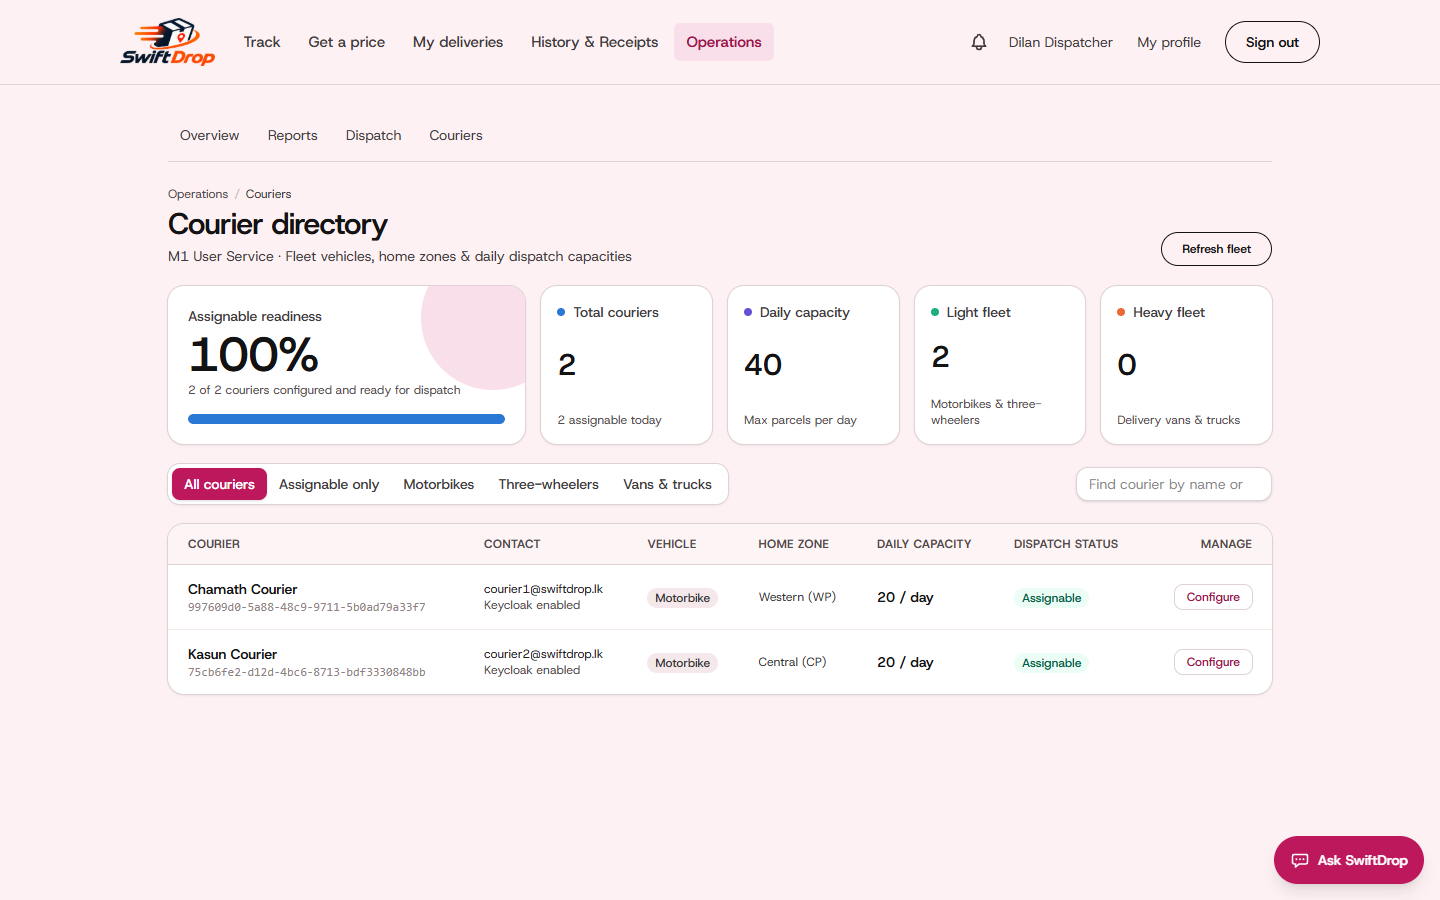 SwiftDrop
Track
Get a price
My deliveries
History & Receipts
Operations
Dilan Dispatcher
My profile
Sign out
Overview
Reports
Dispatch
Couriers
Operations / Couriers
Courier directory
M1 User Service · Fleet vehicles, home zones & daily dispatch capacities
Refresh fleet
Assignable readiness
100%
2 of 2 couriers configured and ready for dispatch
Total couriers
2
2 assignable today
Daily capacity
40
Max parcels per day
Light fleet
2
Motorbikes & three-
wheelers
Heavy fleet
0
Delivery vans & trucks
All couriers
Assignable only
Motorbikes
Three-wheelers
Vans & trucks
Find courier by name or
COURIER
CONTACT
VEHICLE
HOME ZONE
DAILY CAPACITY
DISPATCH STATUS
MANAGE
Chamath Courier
997609d0-5a88-48c9-9711-5b0ad79a33f7
courier1@swiftdrop.lk
Keycloak enabled
Motorbike
Western (WP)
20 / day
Assignable
Configure
Kasun Courier
75cb6fe2-d12d-4bc6-8713-bdf3330848bb
courier2@swiftdrop.lk
Keycloak enabled
Motorbike
Central (CP)
20 / day
Assignable
Configure
Ask SwiftDrop